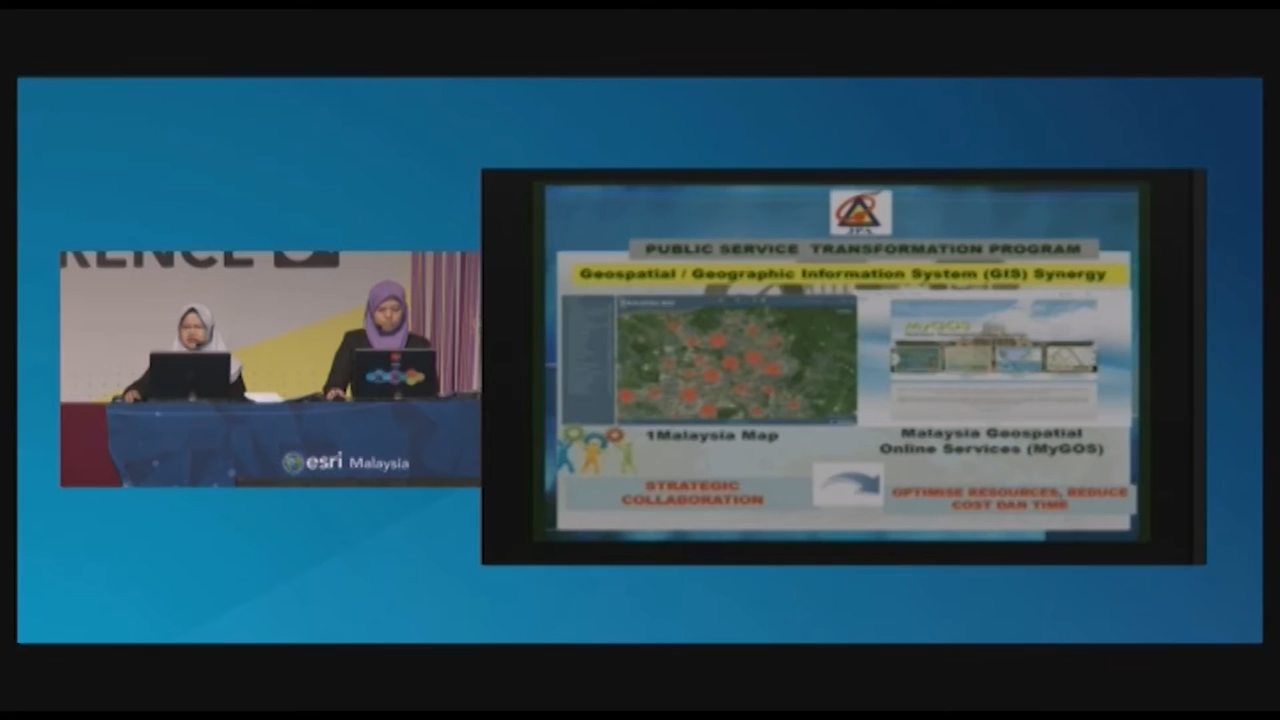 RENCE
esri Malaysia
JPA
PUBLIC SERVICE TRANSFORMATION PROGRAM
Geospatial / Geographic Information System (GIS) Synergy
MyGOS
1Malaysia Map
Malaysia Geospatial
Online Services (MyGOS)
STRATEGIC
COLLABORATION
OPTIMISE RESOURCES, REDUCE
COST DAN TIME